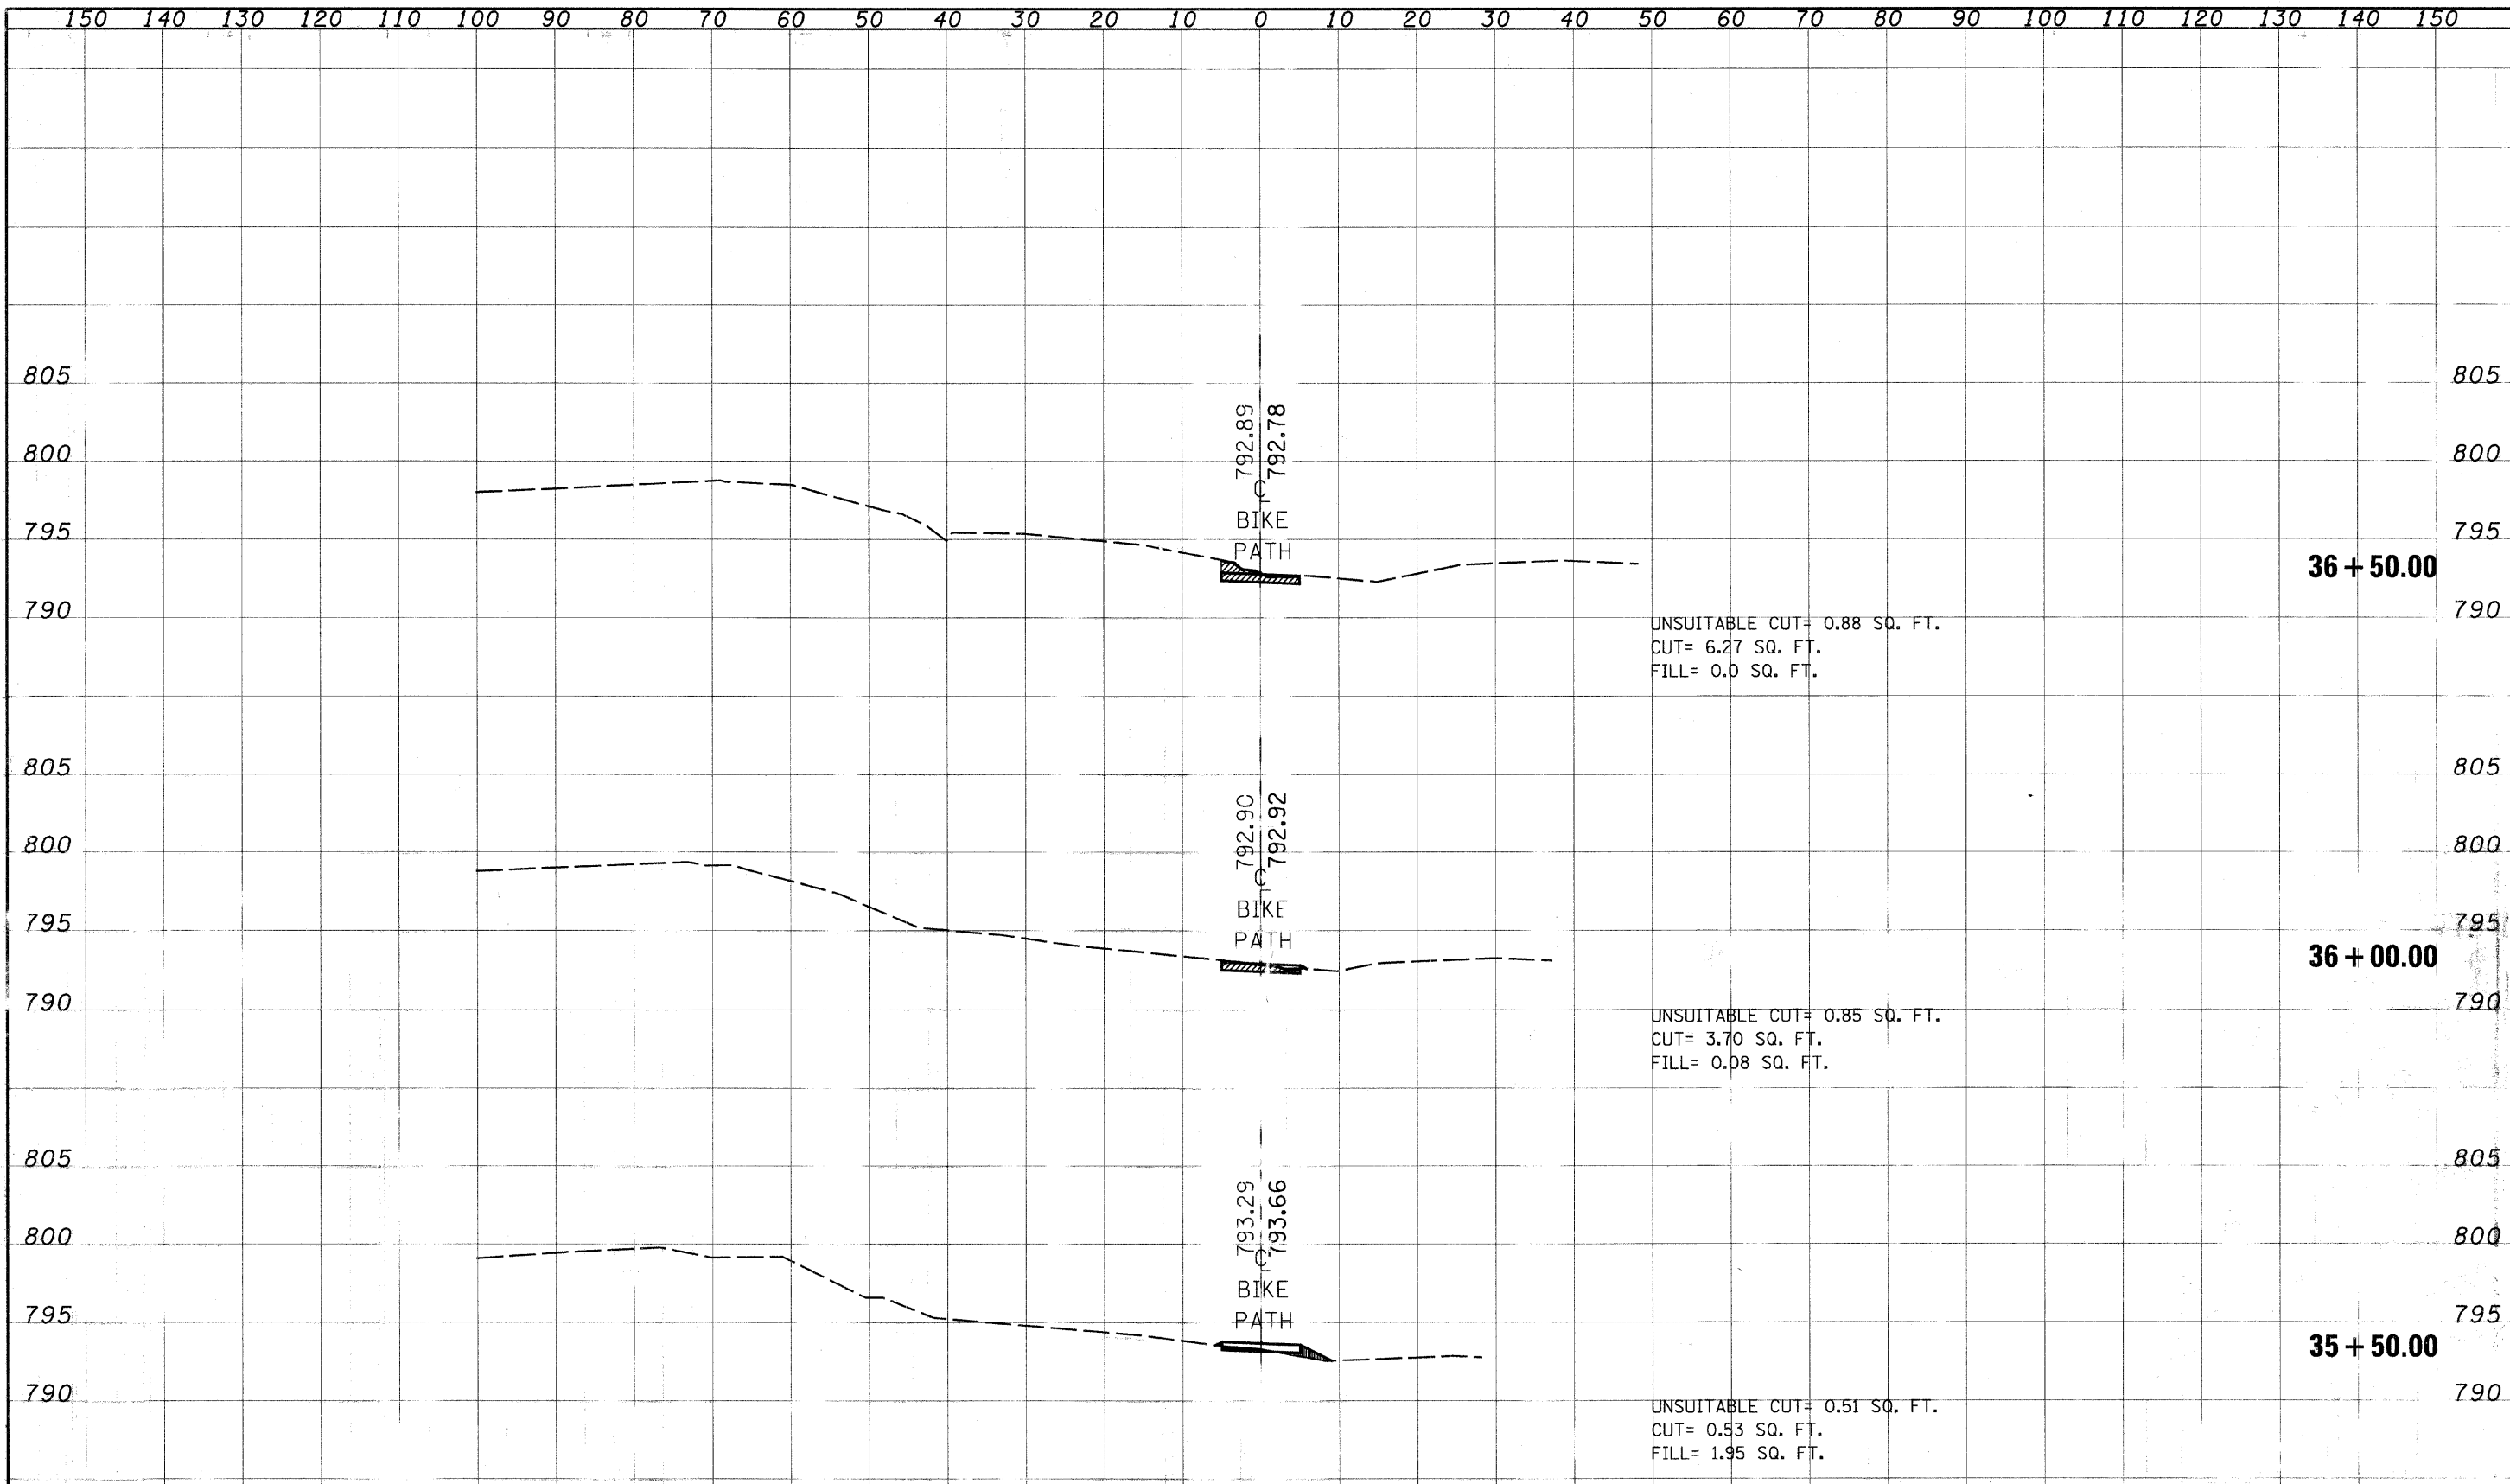 150 140 130 120 110 100 90 80 70 60 50 40 30 20 10 0 10 20 30 40 50 60 70 80 90 100 110 120 130 140 150
805 805
792.89 792.78
800 800
℄
795 BIKE 795
PATH
36+50.00
790 790
UNSUITABLE CUT= 0.88 SQ. FT.
CUT= 6.27 SQ. FT.
FILL= 0.0 SQ. FT.
805 805
792.90 792.92
800 800
℄
795 BIKE 795
PATH
36+00.00
790 790
UNSUITABLE CUT= 0.85 SQ. FT.
CUT= 3.70 SQ. FT.
FILL= 0.08 SQ. FT.
805 805
793.29 793.66
800 800
℄
BIKE
795 PATH 795
35+50.00
790 790
UNSUITABLE CUT= 0.51 SQ. FT.
CUT= 0.53 SQ. FT.
FILL= 1.95 SQ. FT.